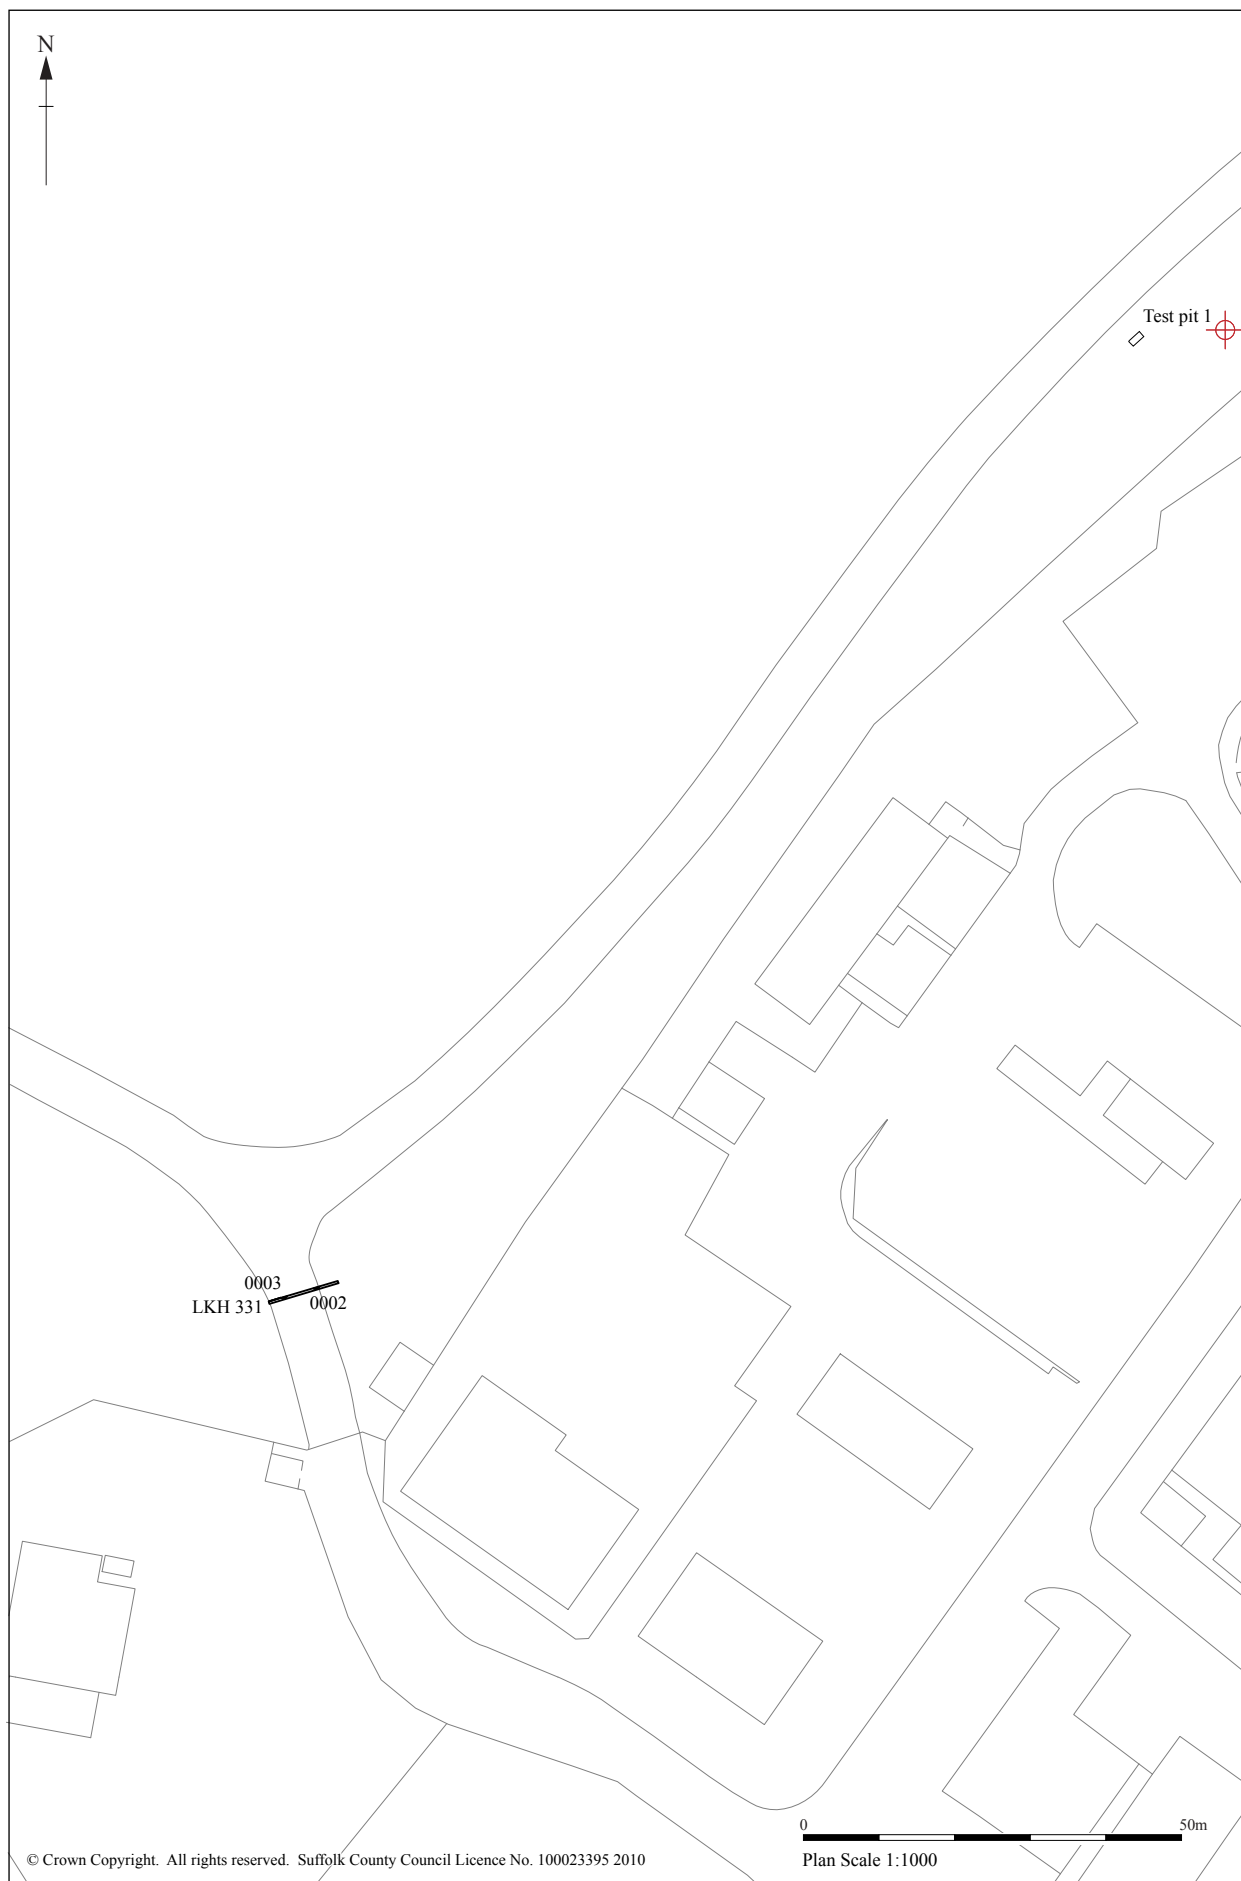 N
Test pit 1
0003
LKH 331
0002
0 50m
Plan Scale 1:1000
© Crown Copyright. All rights reserved. Suffolk County Council Licence No. 100023395 2010